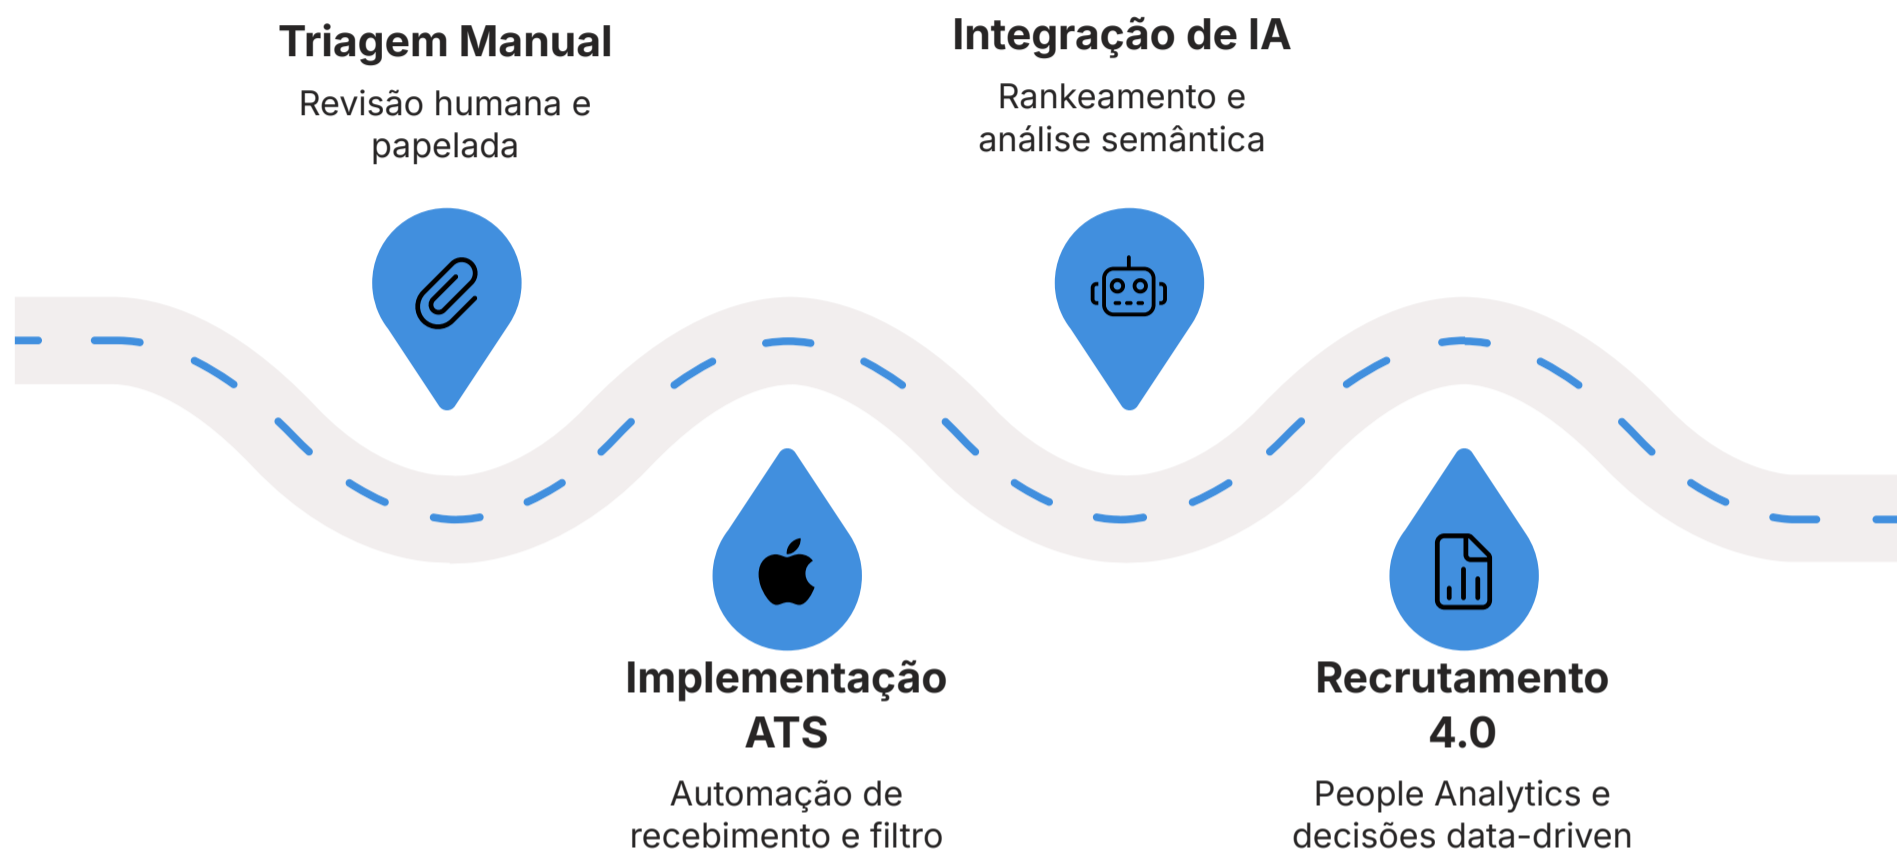 Triagem Manual
Revisão humana e
papelada
Implementação
ATS
Automação de
recebimento e filtro
Integração de IA
Rankeamento e
análise semântica
Recrutamento
4.0
People Analytics e
decisões data-driven